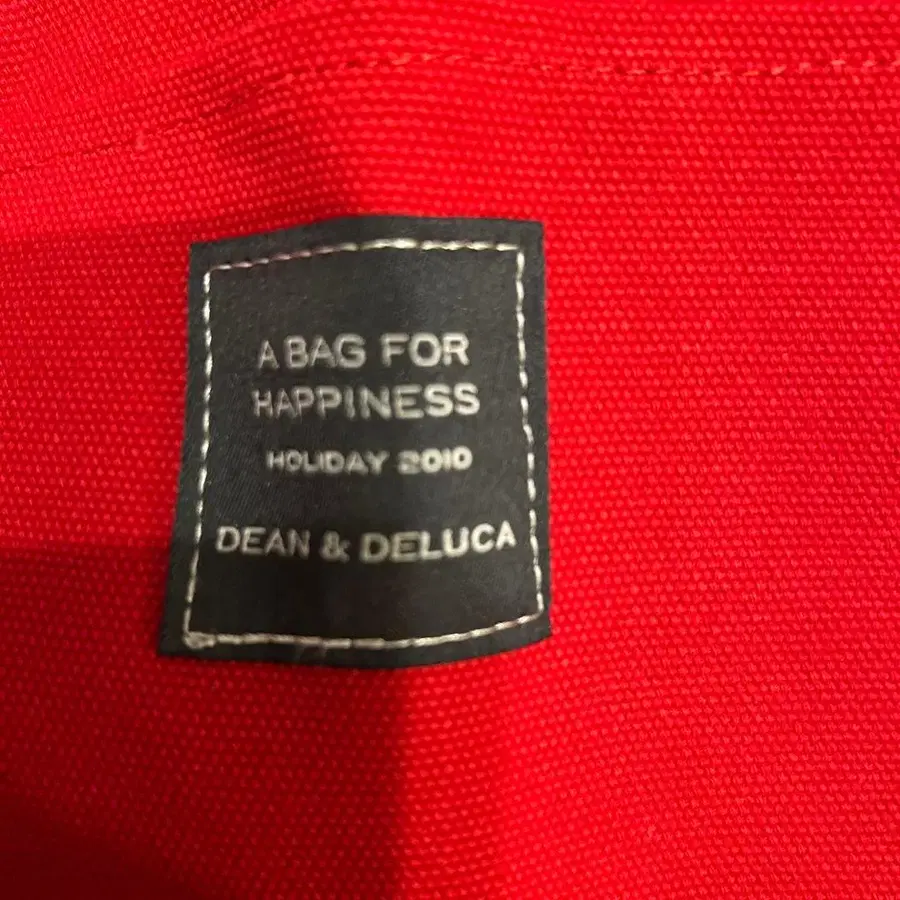 A BAG FOR
HAPPINESS
HOLIDAY 2010
DEAN & DELUCA